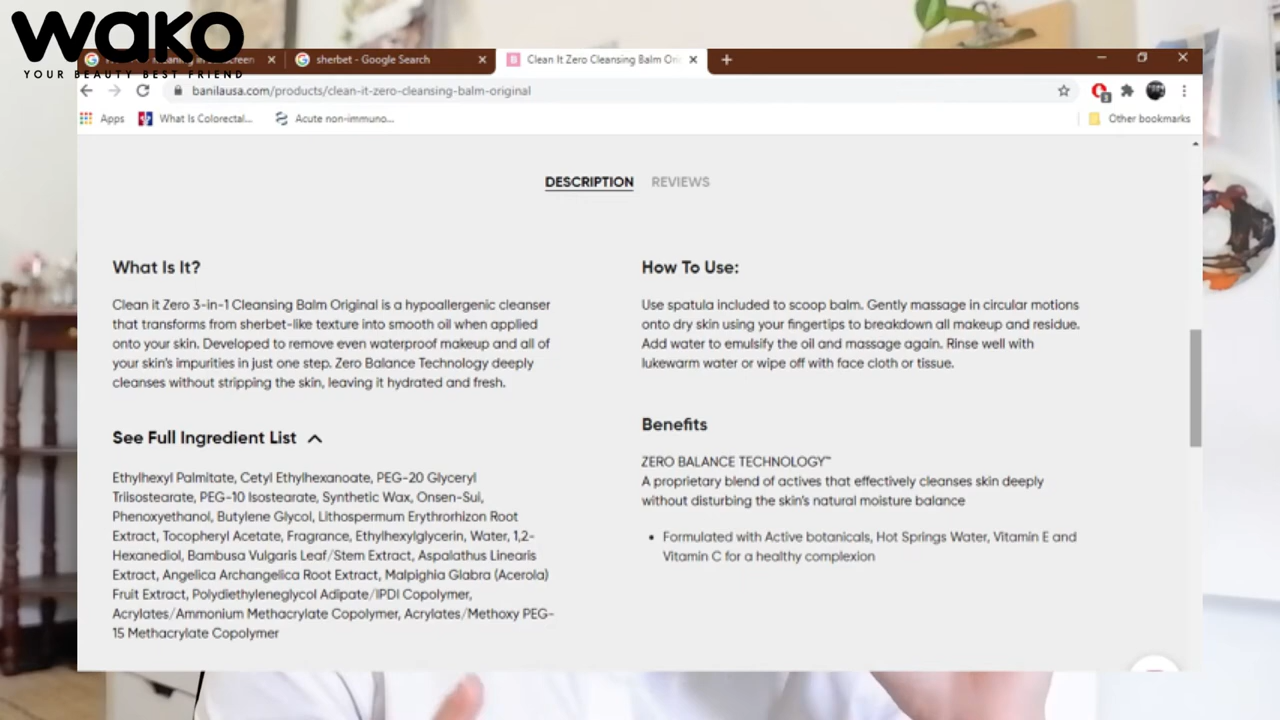 wako
YOUR BEAUTY BEST FRIEND
sherbet - Google Search
Clean It Zero Cleansing Balm Ori
banilausa.com/products/clean-it-zero-cleansing-balm-original
3
Apps
What Is Colorectal...
Acute non-immuno...
Other bookmarks
DESCRIPTION
REVIEWS
What Is It?
Clean it Zero 3-in-1 Cleansing Balm Original is a hypoallergenic cleanser
that transforms from sherbet-like texture into smooth oil when applied
onto your skin. Developed to remove even waterproof makeup and all of
your skin's impurities in just one step. Zero Balance Technology deeply
cleanses without stripping the skin, leaving it hydrated and fresh.
See Full Ingredient List
Ethylhexyl Palmitate, Cetyl Ethylhexanoate, PEG-20 Glyceryl
Triisostearate, PEG-10 Isostearate, Synthetic Wax, Onsen-Sui,
Phenoxyethanol, Butylene Glycol, Lithospermum Erythrorhizon Root
Extract, Tocopheryl Acetate, Fragrance, Ethylhexylglycerin, Water, 1,2-
Hexanediol, Bambusa Vulgaris Leaf/Stem Extract, Aspalathus Linearis
Extract, Angelica Archangelica Root Extract, Malpighia Glabra (Acerola)
Fruit Extract, Polydiethyleneglycol Adipate/IPDI Copolymer,
Acrylates/Ammonium Methacrylate Copolymer, Acrylates/Methoxy PEG-
15 Methacrylate Copolymer
How To Use:
Use spatula included to scoop balm. Gently massage in circular motions
onto dry skin using your fingertips to breakdown all makeup and residue.
Add water to emulsify the oil and massage again. Rinse well with
lukewarm water or wipe off with face cloth or tissue.
Benefits
ZERO BALANCE TECHNOLOGY™
A proprietary blend of actives that effectively cleanses skin deeply
without disturbing the skin's natural moisture balance
• Formulated with Active botanicals, Hot Springs Water, Vitamin E and
Vitamin C for a healthy complexion